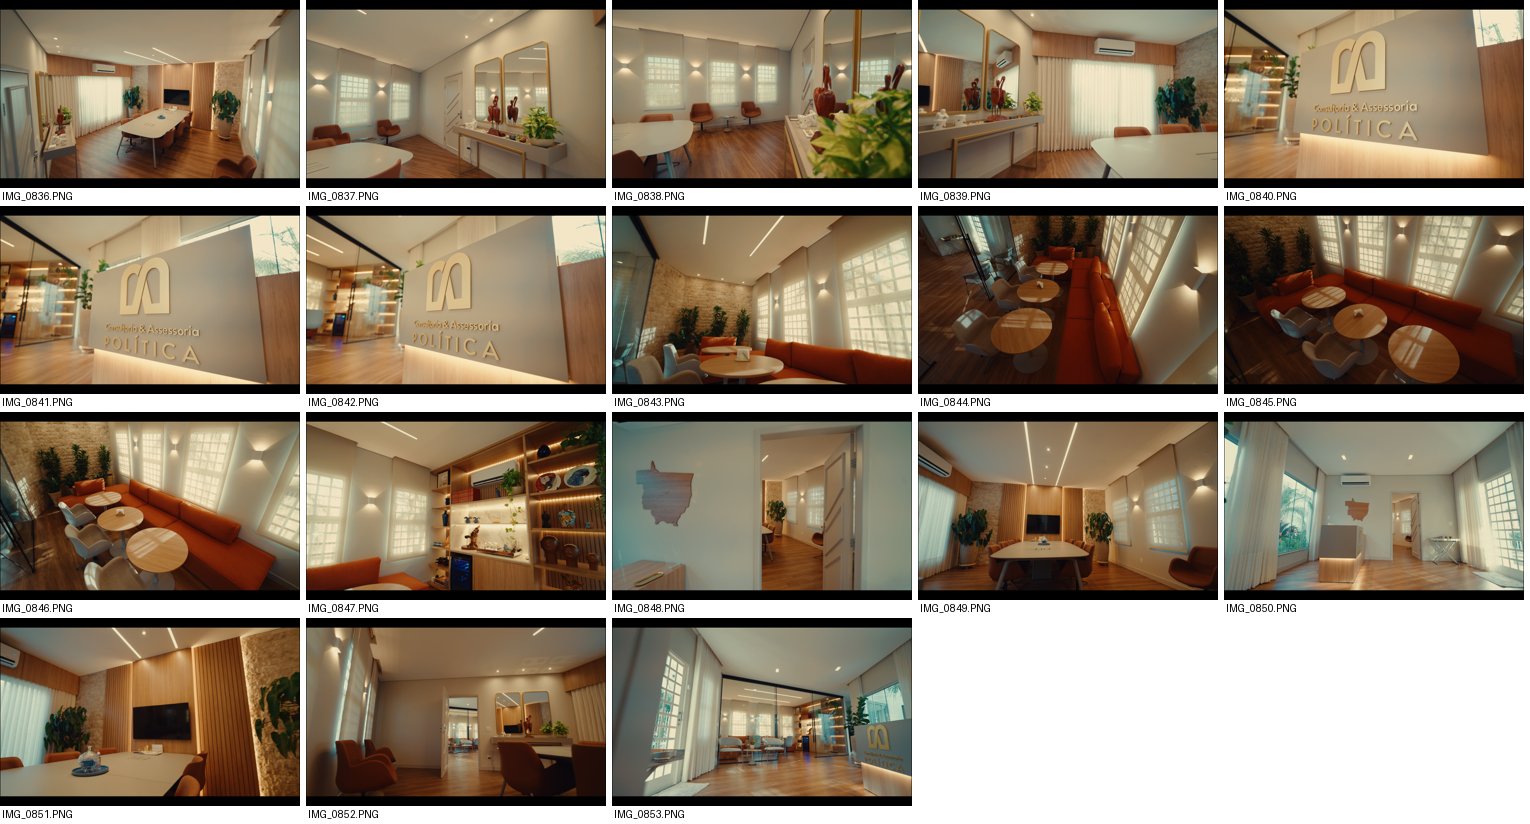 IMG_0836.PNG
IMG_0837.PNG
IMG_0838.PNG
IMG_0839.PNG
Consultoria & Assessoria
POLÍTICA
IMG_0840.PNG
Consultoria & Assessoria
POLÍTICA
IMG_0841.PNG
Consultoria & Assessoria
POLÍTICA
IMG_0842.PNG
IMG_0843.PNG
IMG_0844.PNG
IMG_0845.PNG
IMG_0846.PNG
IMG_0847.PNG
IMG_0848.PNG
IMG_0849.PNG
IMG_0850.PNG
IMG_0851.PNG
IMG_0852.PNG
IMG_0853.PNG